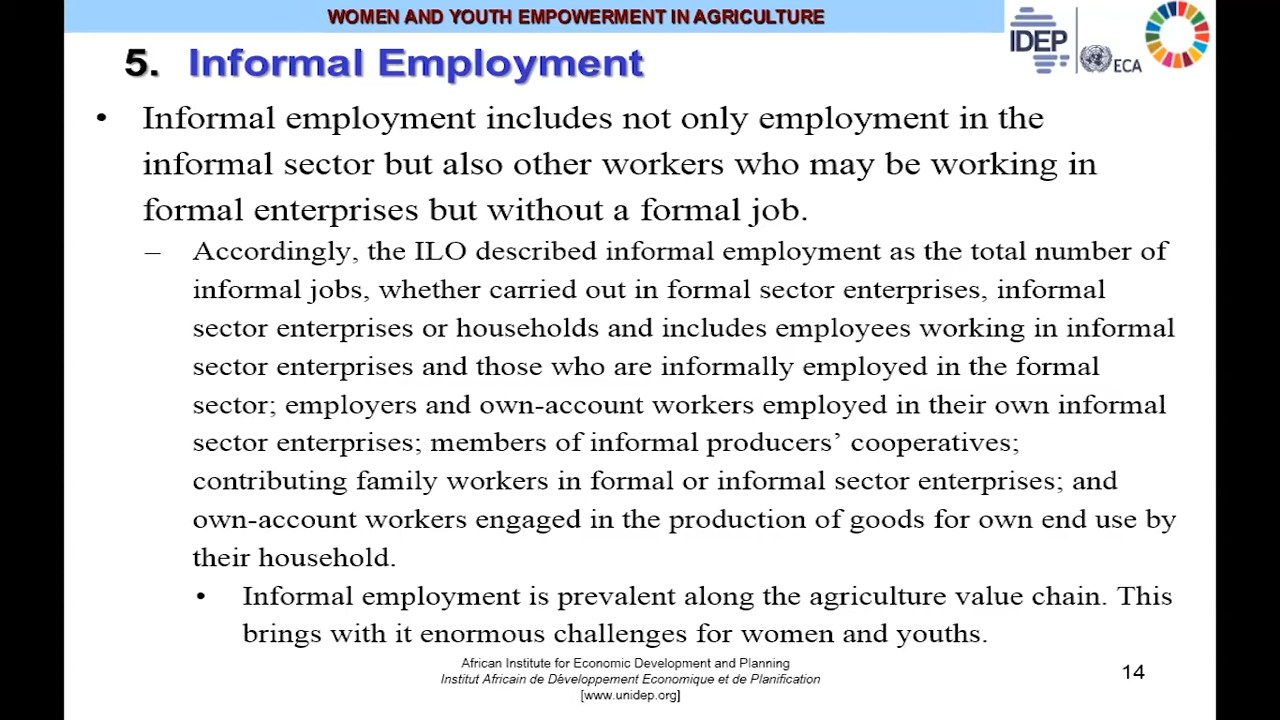 WOMEN AND YOUTH EMPOWERMENT IN AGRICULTURE
IDEP
ECA
5. Informal Employment
• Informal employment includes not only employment in the
informal sector but also other workers who may be working in
formal enterprises but without a formal job.
– Accordingly, the ILO described informal employment as the total number of
informal jobs, whether carried out in formal sector enterprises, informal
sector enterprises or households and includes employees working in informal
sector enterprises and those who are informally employed in the formal
sector; employers and own-account workers employed in their own informal
sector enterprises; members of informal producers’ cooperatives;
contributing family workers in formal or informal sector enterprises; and
own-account workers engaged in the production of goods for own end use by
their household.
• Informal employment is prevalent along the agriculture value chain. This
brings with it enormous challenges for women and youths.
African Institute for Economic Development and Planning
Institut Africain de Développement Economique et de Planification
[www.unidep.org]
14